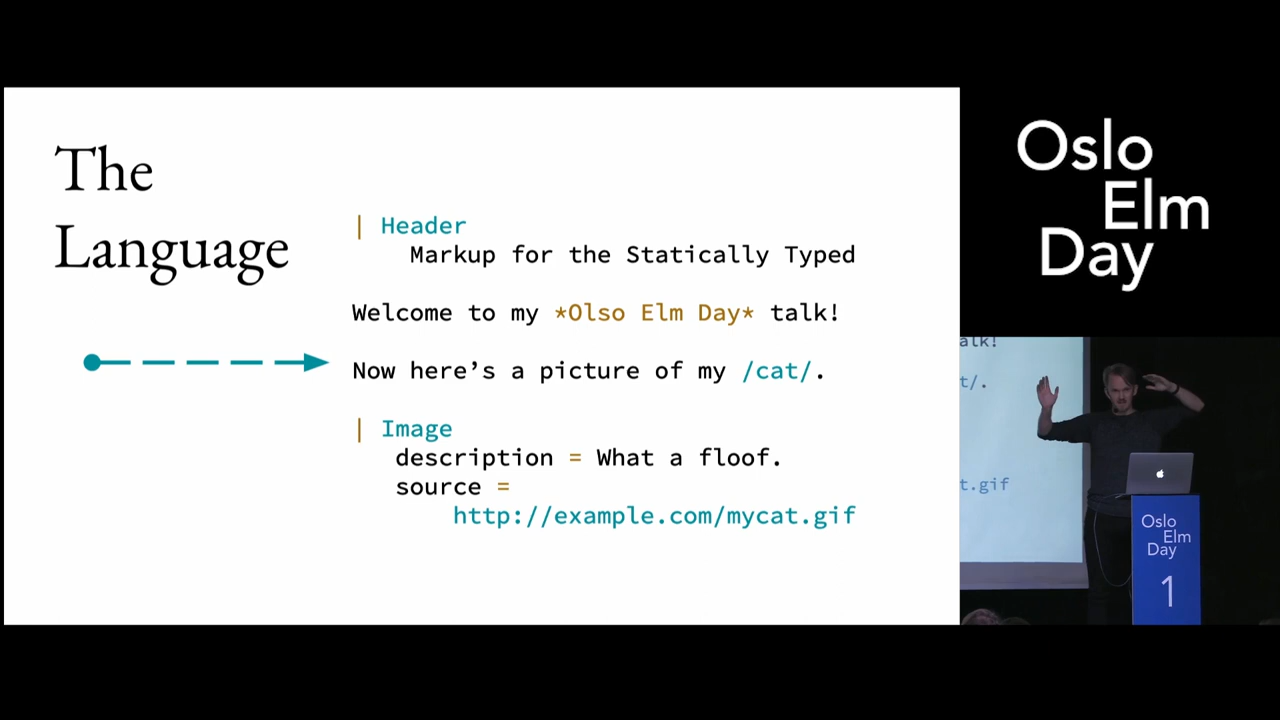 The
Language
| Header
Markup for the Statically Typed
Welcome to my *Olso Elm Day* talk!
Now here’s a picture of my /cat/.
| Image
description = What a floof.
source =
http://example.com/mycat.gif
Oslo
Elm
Day
alk!
t/.
t.gif
Oslo
Elm
Day
1